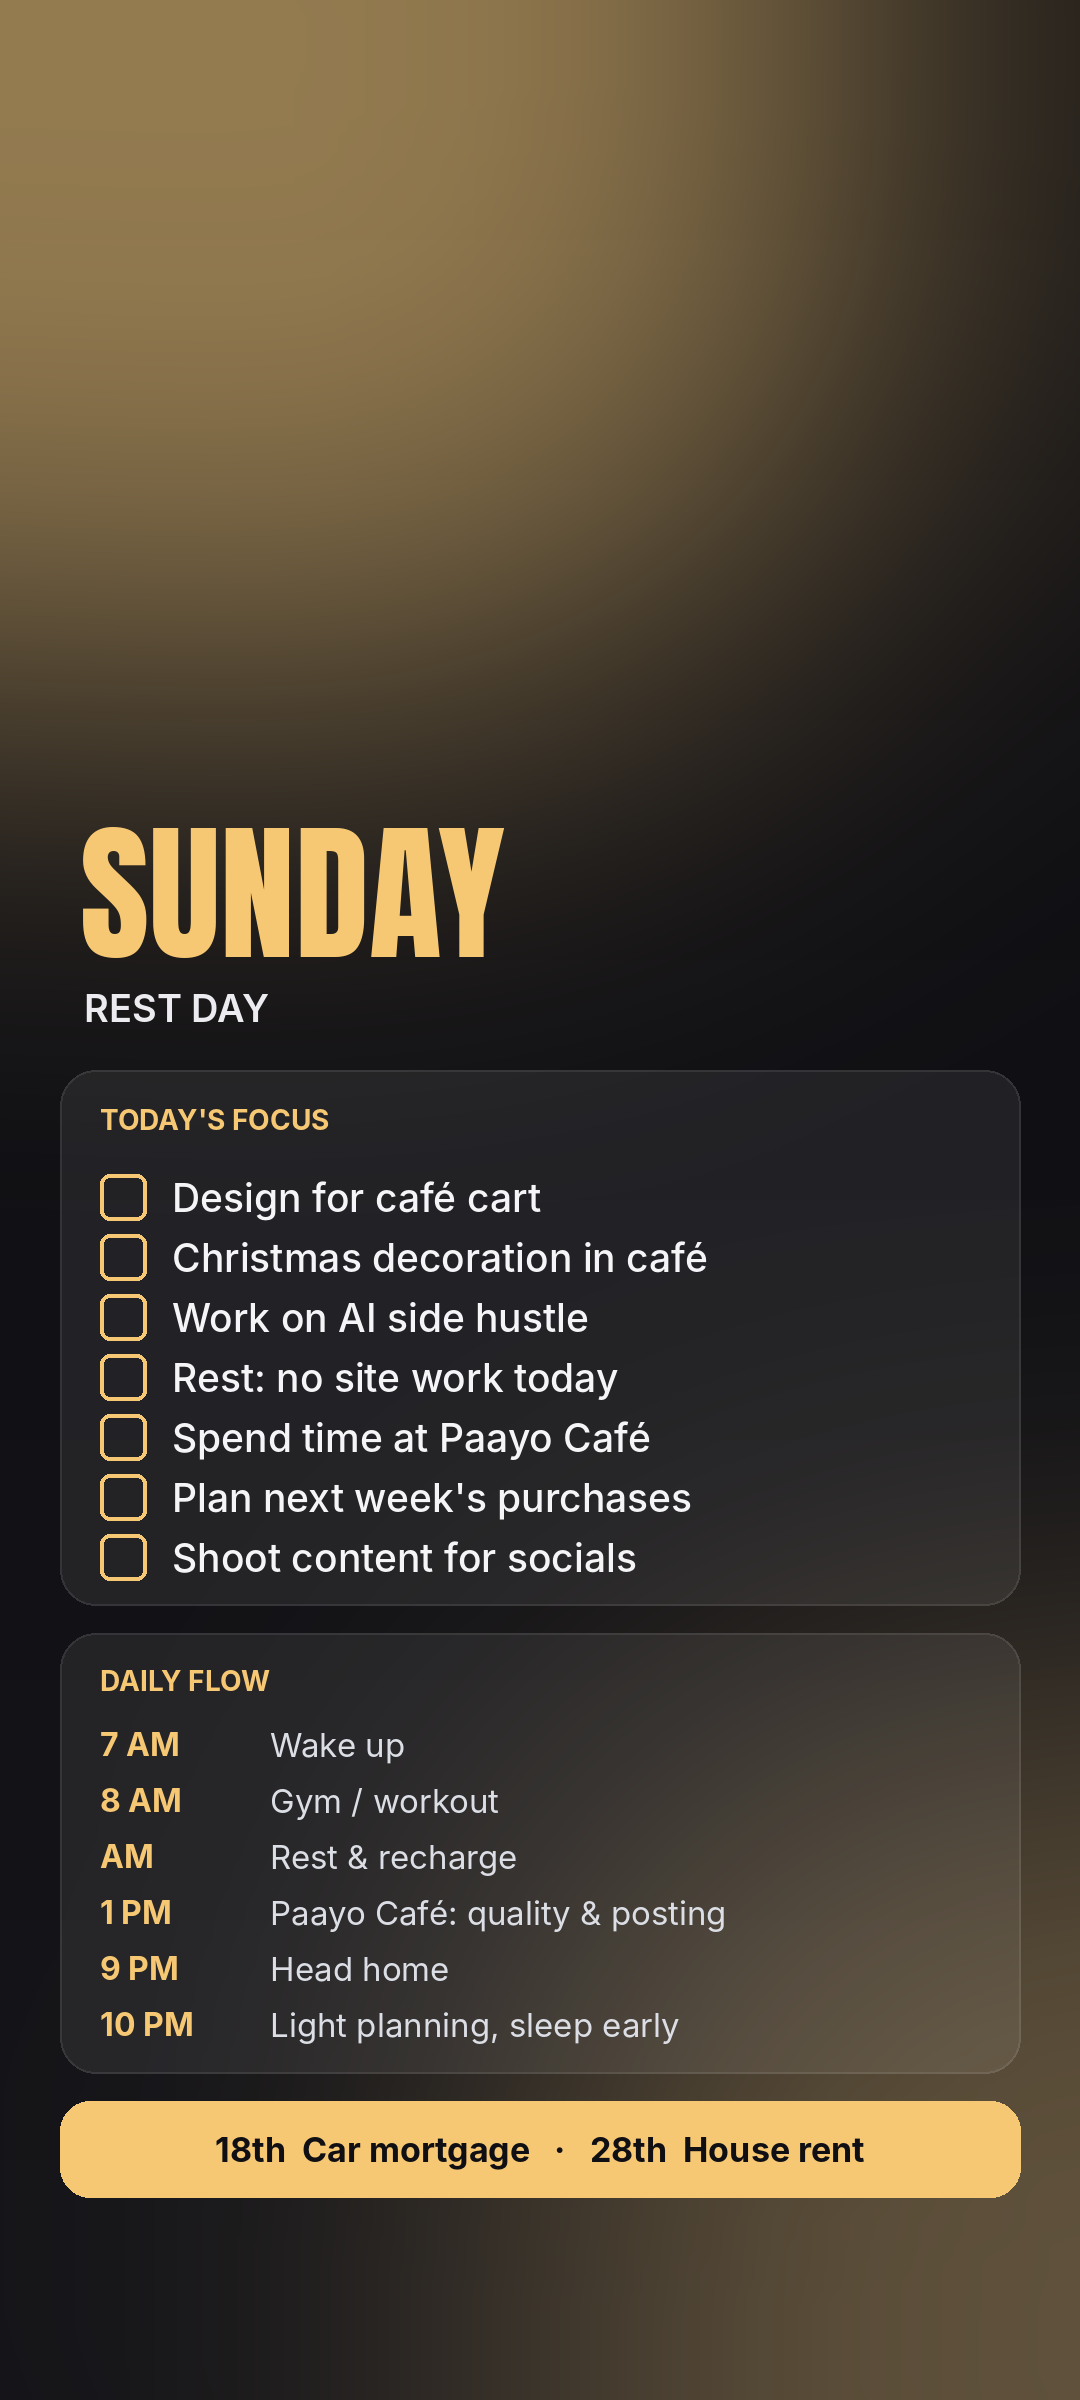 SUNDAY
REST DAY
TODAY'S FOCUS
Design for café cart
Christmas decoration in café
Work on AI side hustle
Rest: no site work today
Spend time at Paayo Café
Plan next week's purchases
Shoot content for socials
DAILY FLOW
7 AM Wake up
8 AM Gym / workout
AM Rest & recharge
1 PM Paayo Café: quality & posting
9 PM Head home
10 PM Light planning, sleep early
18th Car mortgage · 28th House rent